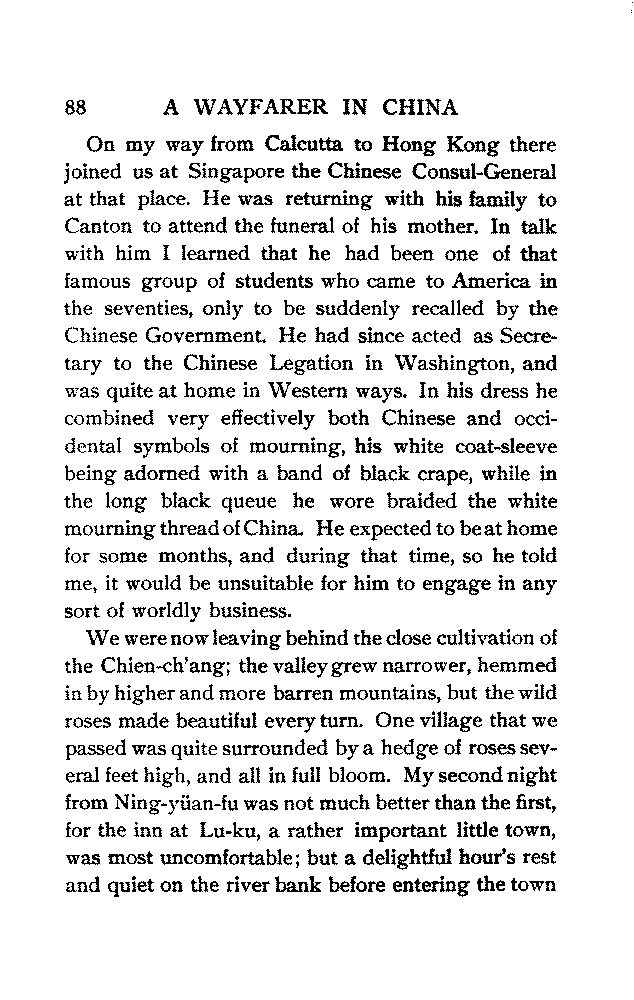 88 A WAYFARER IN CHINA
On my way from Calcutta to Hong Kong there
joined us at Singapore the Chinese Consul-General
at that place. He was returning with his family to
Canton to attend the funeral of his mother. In talk
with him I learned that he had been one of that
famous group of students who came to America in
the seventies, only to be suddenly recalled by the
Chinese Government. He had since acted as Secre-
tary to the Chinese Legation in Washington, and
was quite at home in Western ways. In his dress he
combined very effectively both Chinese and occi-
dental symbols of mourning, his white coat-sleeve
being adorned with a band of black crape, while in
the long black queue he wore braided the white
mourning thread of China. He expected to be at home
for some months, and during that time, so he told
me, it would be unsuitable for him to engage in any
sort of worldly business.
We were now leaving behind the close cultivation of
the Chien-ch'ang; the valley grew narrower, hemmed
in by higher and more barren mountains, but the wild
roses made beautiful every turn. One village that we
passed was quite surrounded by a hedge of roses sev-
eral feet high, and all in full bloom. My second night
from Ning-yüan-fu was not much better than the first,
for the inn at Lu-ku, a rather important little town,
was most uncomfortable; but a delightful hour's rest
and quiet on the river bank before entering the town